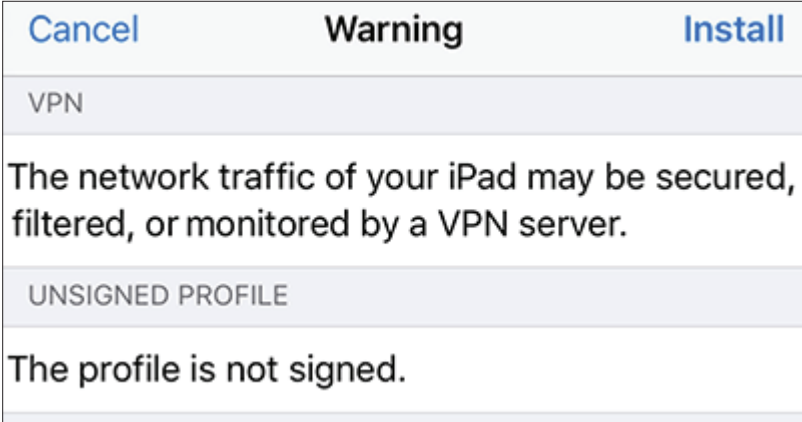 Cancel Warning Install
VPN
The network traffic of your iPad may be secured,
filtered, or monitored by a VPN server.
UNSIGNED PROFILE
The profile is not signed.